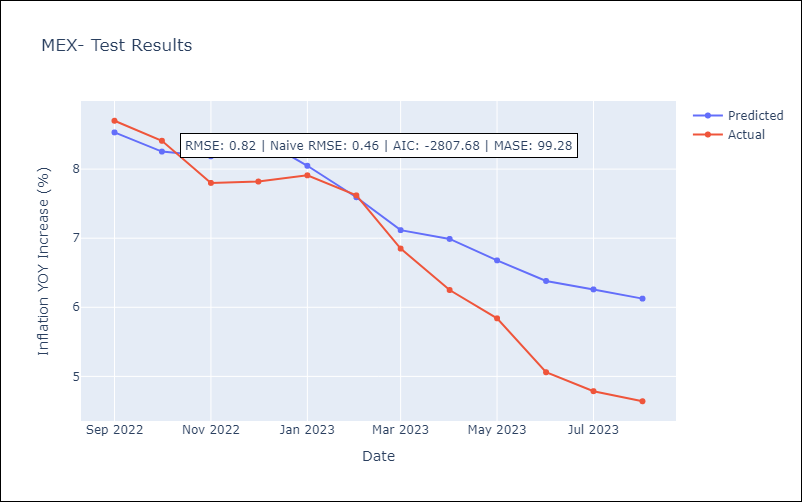 MEX- Test Results
Predicted
Actual
RMSE: 0.82 | Naive RMSE: 0.46 | AIC: -2807.68 | MASE: 99.28
Inflation YOY Increase (%)
8
7
6
5
Sep 2022 Nov 2022 Jan 2023 Mar 2023 May 2023 Jul 2023
Date